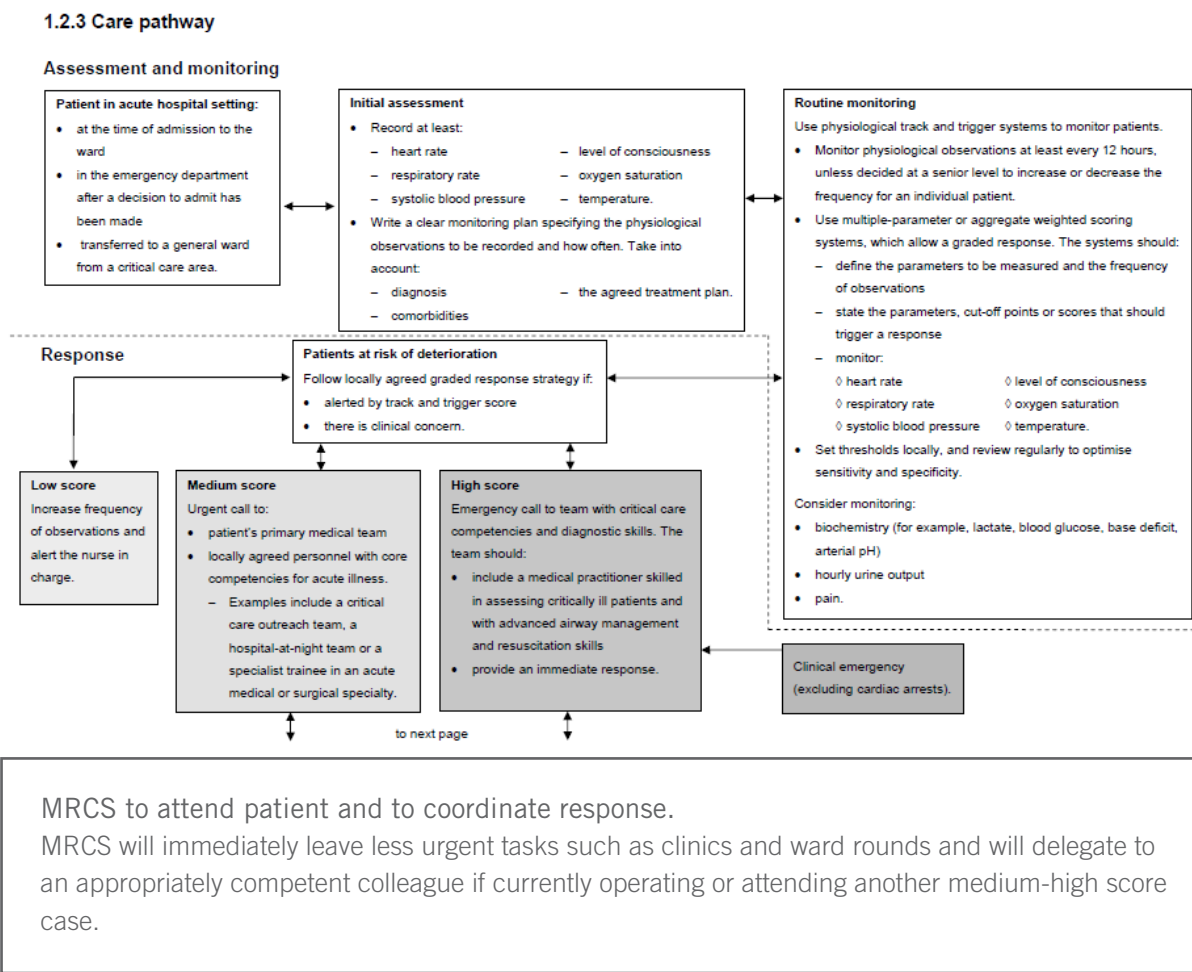 1.2.3 Care pathway
Assessment and monitoring
Patient in acute hospital setting:
• at the time of admission to the
ward
• in the emergency department
after a decision to admit has
been made
• transferred to a general ward
from a critical care area.
Initial assessment
• Record at least:
– heart rate – level of consciousness
– respiratory rate – oxygen saturation
– systolic blood pressure – temperature.
• Write a clear monitoring plan specifying the physiological
observations to be recorded and how often. Take into
account:
– diagnosis – the agreed treatment plan.
– comorbidities
Routine monitoring
Use physiological track and trigger systems to monitor patients.
• Monitor physiological observations at least every 12 hours,
unless decided at a senior level to increase or decrease the
frequency for an individual patient.
• Use multiple-parameter or aggregate weighted scoring
systems, which allow a graded response. The systems should:
– define the parameters to be measured and the frequency
of observations
– state the parameters, cut-off points or scores that should
trigger a response
– monitor:
◊ heart rate ◊ level of consciousness
◊ respiratory rate ◊ oxygen saturation
◊ systolic blood pressure ◊ temperature.
• Set thresholds locally, and review regularly to optimise
sensitivity and specificity.
Consider monitoring:
• biochemistry (for example, lactate, blood glucose, base deficit,
arterial pH)
• hourly urine output
• pain.
Response
Patients at risk of deterioration
Follow locally agreed graded response strategy if:
• alerted by track and trigger score
• there is clinical concern.
Low score
Increase frequency
of observations and
alert the nurse in
charge.
Medium score
Urgent call to:
• patient's primary medical team
• locally agreed personnel with core
competencies for acute illness.
– Examples include a critical
care outreach team, a
hospital-at-night team or a
specialist trainee in an acute
medical or surgical specialty.
High score
Emergency call to team with critical care
competencies and diagnostic skills. The
team should:
• include a medical practitioner skilled
in assessing critically ill patients and
with advanced airway management
and resuscitation skills
• provide an immediate response.
Clinical emergency
(excluding cardiac arrests).
to next page
MRCS to attend patient and to coordinate response.
MRCS will immediately leave less urgent tasks such as clinics and ward rounds and will delegate to
an appropriately competent colleague if currently operating or attending another medium-high score
case.